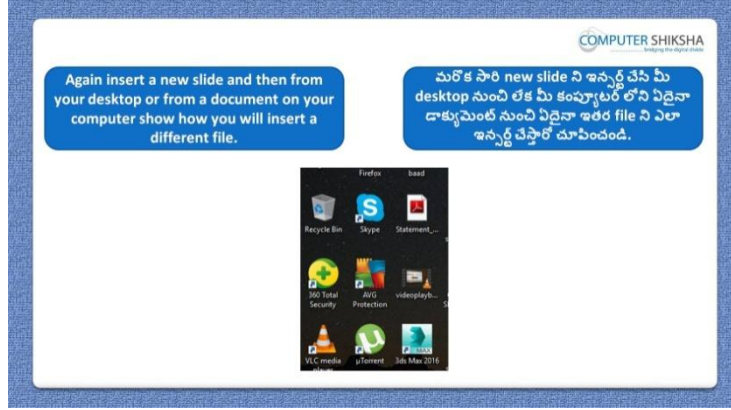 COMPUTER SHIKSHA
bridging the digital divide
Again insert a new slide and then from
your desktop or from a document on your
computer show how you will insert a
different file.
మరొక సారి new slide ని ఇన్సర్ట్ చేసి మీ
desktop నుంచి లేక మీ కంప్యూటర్ లోని ఏదైనా
డాక్యుమెంట్ నుంచి ఏదైనా ఇతర file ని ఎలా
ఇన్సర్ట్ చేస్తారో చూపించండి.
Firefox baad
Recycle Bin Skype Statement_...
360 Total AVG videoplayb...
Security Protection
VLC media µTorrent 3ds Max 2016
player